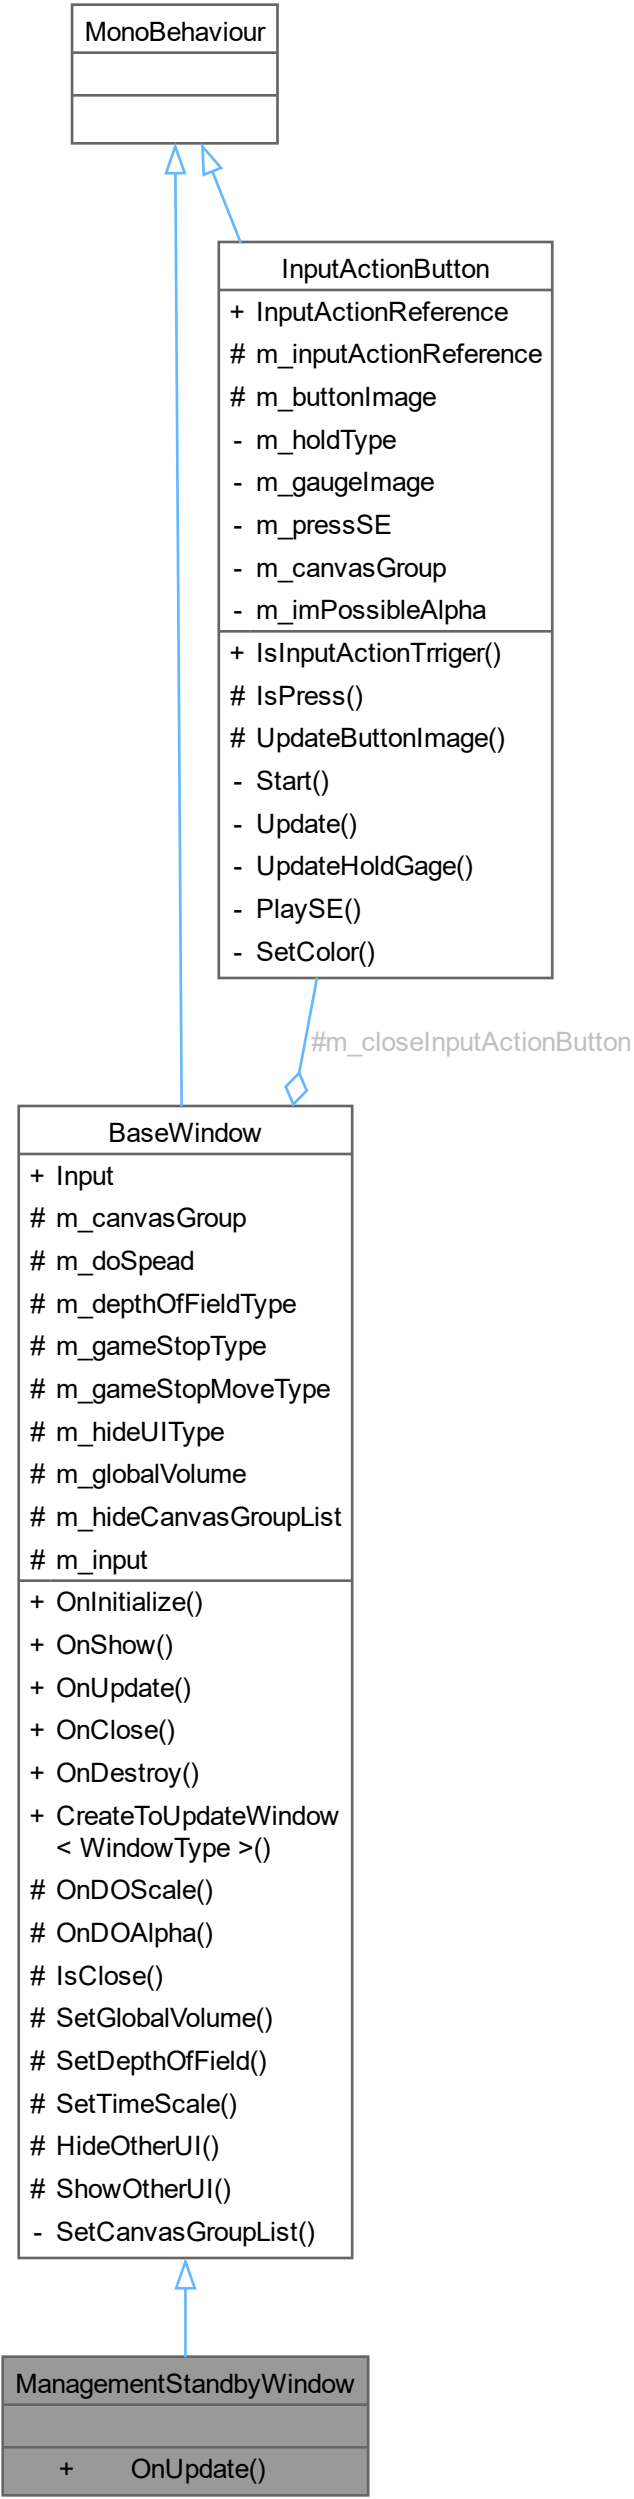 MonoBehaviour
InputActionButton
+ InputActionReference
# m_inputActionReference
# m_buttonImage
- m_holdType
- m_gaugeImage
- m_pressSE
- m_canvasGroup
- m_imPossibleAlpha
+ IsInputActionTrriger()
# IsPress()
# UpdateButtonImage()
- Start()
- Update()
- UpdateHoldGage()
- PlaySE()
- SetColor()
#m_closeInputActionButton
BaseWindow
+ Input
# m_canvasGroup
# m_doSpead
# m_depthOfFieldType
# m_gameStopType
# m_gameStopMoveType
# m_hideUIType
# m_globalVolume
# m_hideCanvasGroupList
# m_input
+ OnInitialize()
+ OnShow()
+ OnUpdate()
+ OnClose()
+ OnDestroy()
+ CreateToUpdateWindow
< WindowType >()
# OnDOScale()
# OnDOAlpha()
# IsClose()
# SetGlobalVolume()
# SetDepthOfField()
# SetTimeScale()
# HideOtherUI()
# ShowOtherUI()
- SetCanvasGroupList()
ManagementStandbyWindow
+ OnUpdate()